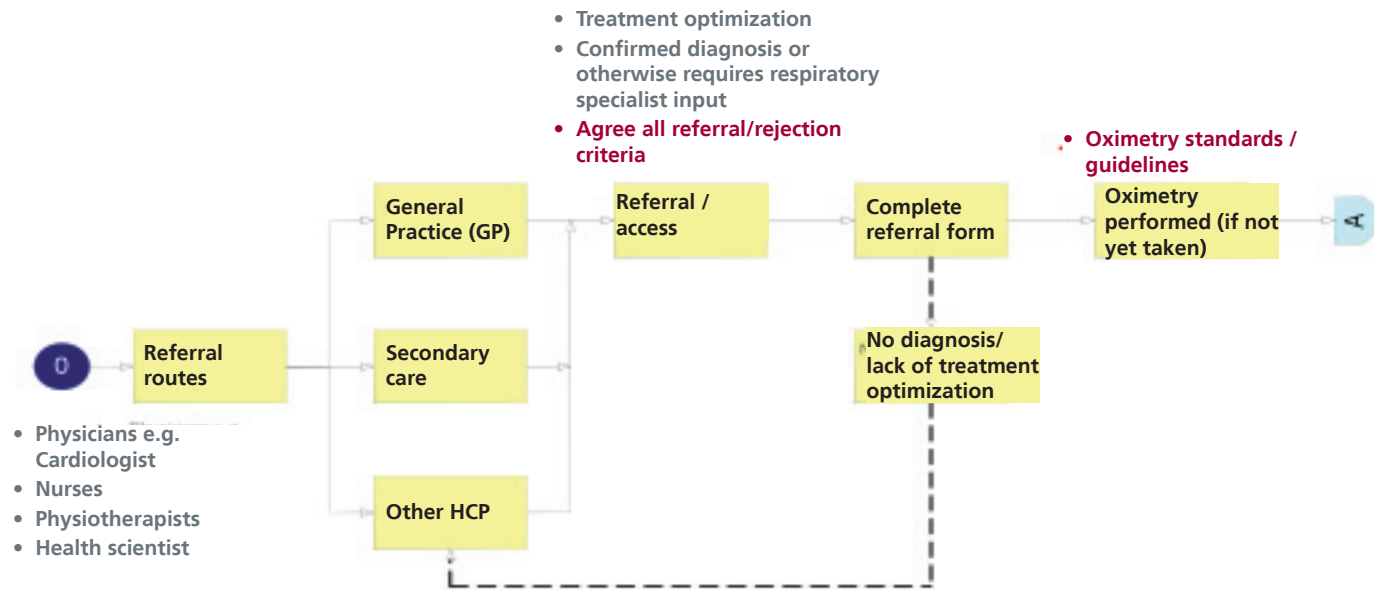 • Treatment optimization
• Confirmed diagnosis or
otherwise requires respiratory
specialist input
• Agree all referral/rejection
criteria
• Oximetry standards /
guidelines
General
Practice (GP)
Referral /
access
Complete
referral form
Oximetry
performed (if not
yet taken)
A
0
Referral
routes
Secondary
care
No diagnosis/
lack of treatment
optimization
• Physicians e.g.
Cardiologist
• Nurses
• Physiotherapists
• Health scientist
Other HCP